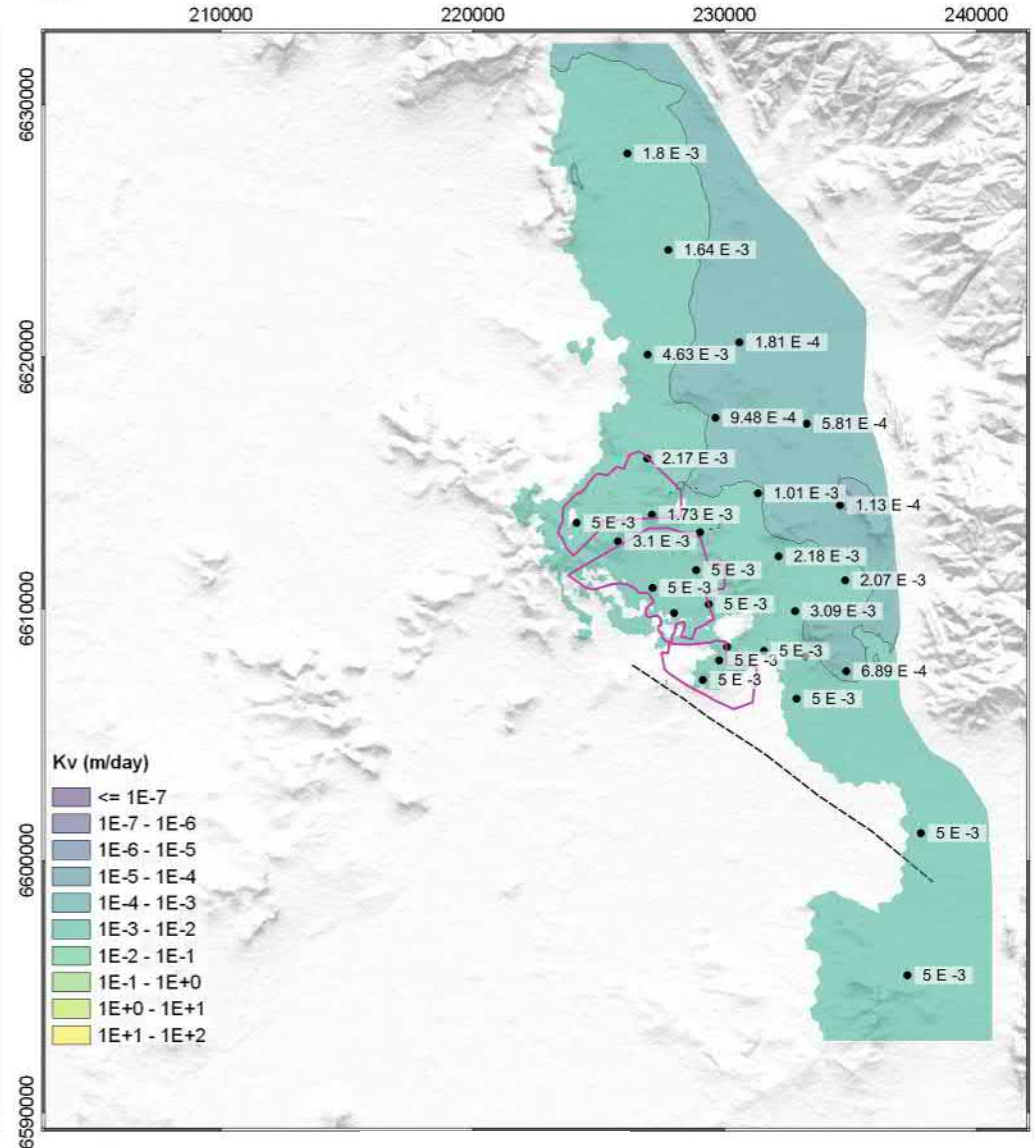 210000 220000 230000 240000
6630000
1.8 E -3
1.64 E -3
6620000
1.81 E -4
4.63 E -3
9.48 E -4
5.81 E -4
2.17 E -3
1.01 E -3
1.13 E -4
1.73 E -3
5 E -3
3.1 E -3
2.18 E -3
5 E -3
2.07 E -3
5 E -3
6610000
5 E -3
3.09 E -3
5 E -3
5 E -3
6.89 E -4
5 E -3
5 E -3
Kv (m/day)
<= 1E-7
1E-7 - 1E-6
1E-6 - 1E-5
1E-5 - 1E-4
1E-4 - 1E-3
1E-3 - 1E-2
1E-2 - 1E-1
1E-1 - 1E+0
1E+0 - 1E+1
1E+1 - 1E+2
6600000
5 E -3
5 E -3
6590000